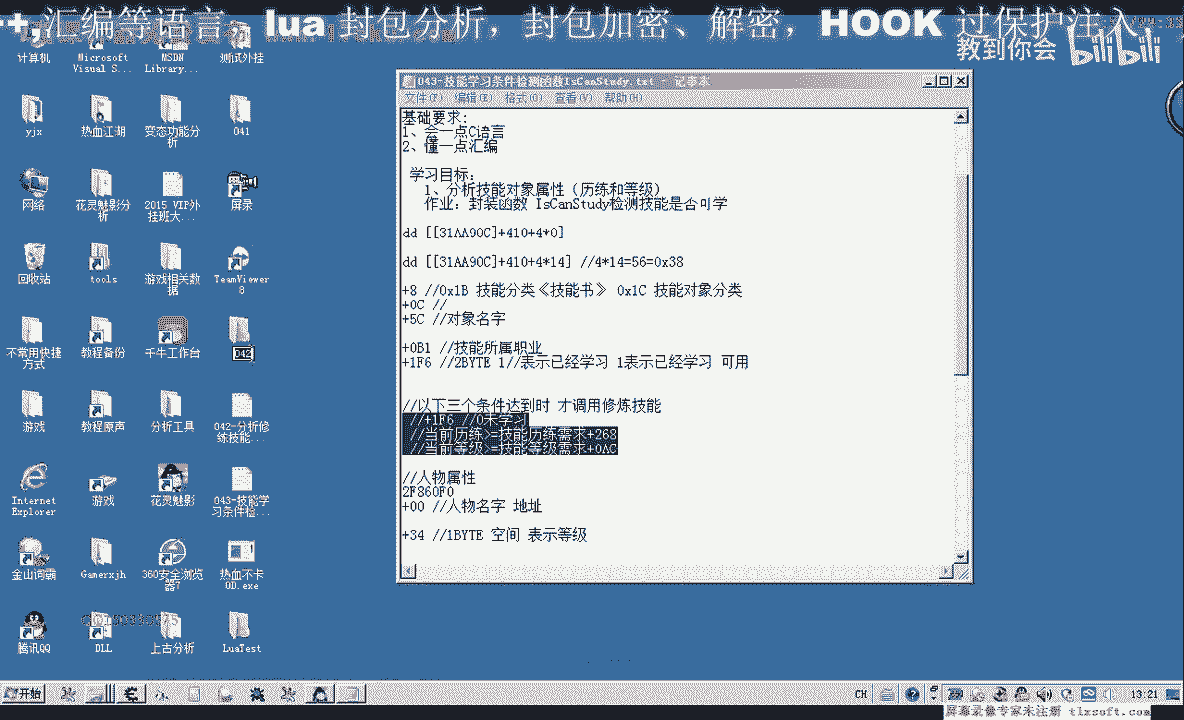 ++,汇编等语言，lua 封包分析，封包加密、解密，HOOK 过保护注入
教到你会
bilibili
计算机
Microsoft Visual S...
MSDN Library...
测试外挂
yjx
热血江湖
变态功能分析
041
网络
花灵魅影分析
2015 VIP外挂班大...
屏录
回收站
tools
游戏相关数据
TeamViewer 8
不常用快捷方式
教程备份
千牛工作台
042
游戏
教程原声
分析工具
042-分析修炼技能...
Internet Explorer
游戏
花灵魅影
043-技能学习条件检...
金山词霸
Gamerxjh
360安全浏览器7
热血不卡OD.exe
腾讯QQ
DLL
上古分析
LuaTest
043-技能学习条件检测函数IsCanStudy.txt - 记事本
文件(F) 编辑(E) 格式(O) 查看(V) 帮助(H)
基础要求:
1、会一点C语言
2、懂一点汇编
学习目标:
1、分析技能对象属性（历练和等级）
作业: 封装函数 IsCanStudy检测技能是否可学
dd [[31AA90C]+410+4*0]
dd [[31AA90C]+410+4*14] //4*14=56=0x38
+8 //0x1B 技能分类《技能书》 0x1C 技能对象分类
+0C //
+5C //对象名字
+0B1 //技能所属职业
+1F6 //2BYTE 1//表示已经学习 1表示已经学习 可用
//以下三个条件达到时 才调用修炼技能
//+1F6 //0未学习
//当前历练>=技能历练需求+268
//当前等级>=技能等级需求+0AC
//人物属性
2F860F0
+00 //人物名字 地址
+34 //1BYTE 空间 表示等级
开始
CH
13:21
屏幕录像专家未注册 tlxsoft.com